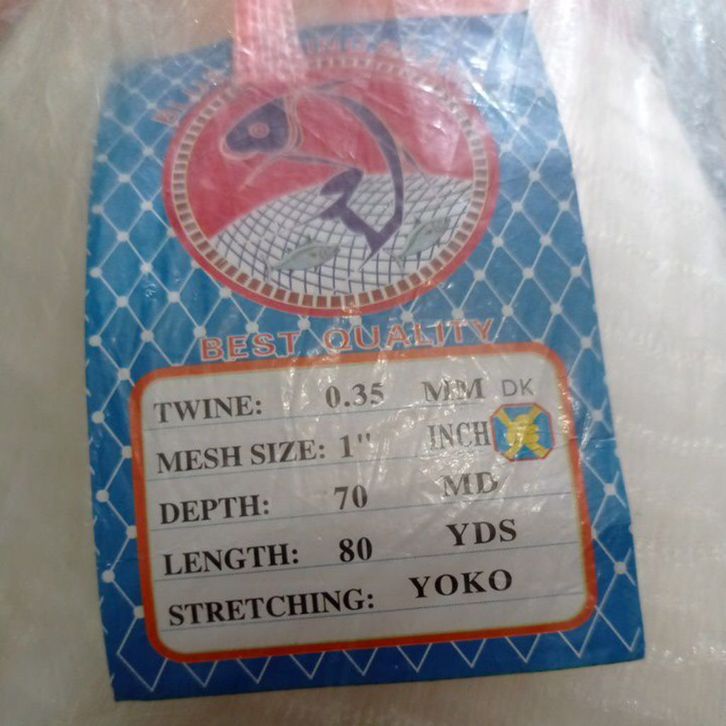 BEST QUALITY
TWINE: 0.35 MM DK
MESH SIZE: 1" INCH
DEPTH: 70 MD
LENGTH: 80 YDS
STRETCHING: YOKO